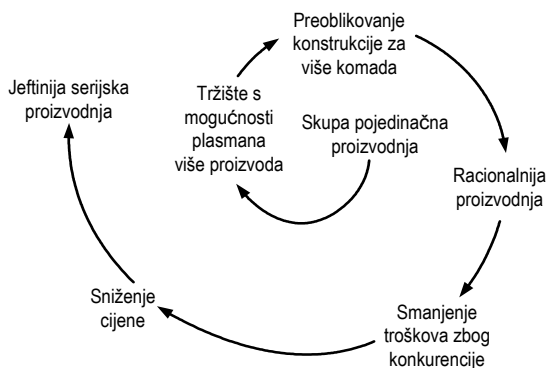 Preoblikovanje
konstrukcije za
više komada
Jeftinija serijska
proizvodnja
Tržište s
mogućnosti
plasmana
više proizvoda
Skupa pojedinačna
proizvodnja
Racionalnija
proizvodnja
Sniženje
cijene
Smanjenje
troškova zbog
konkurencije